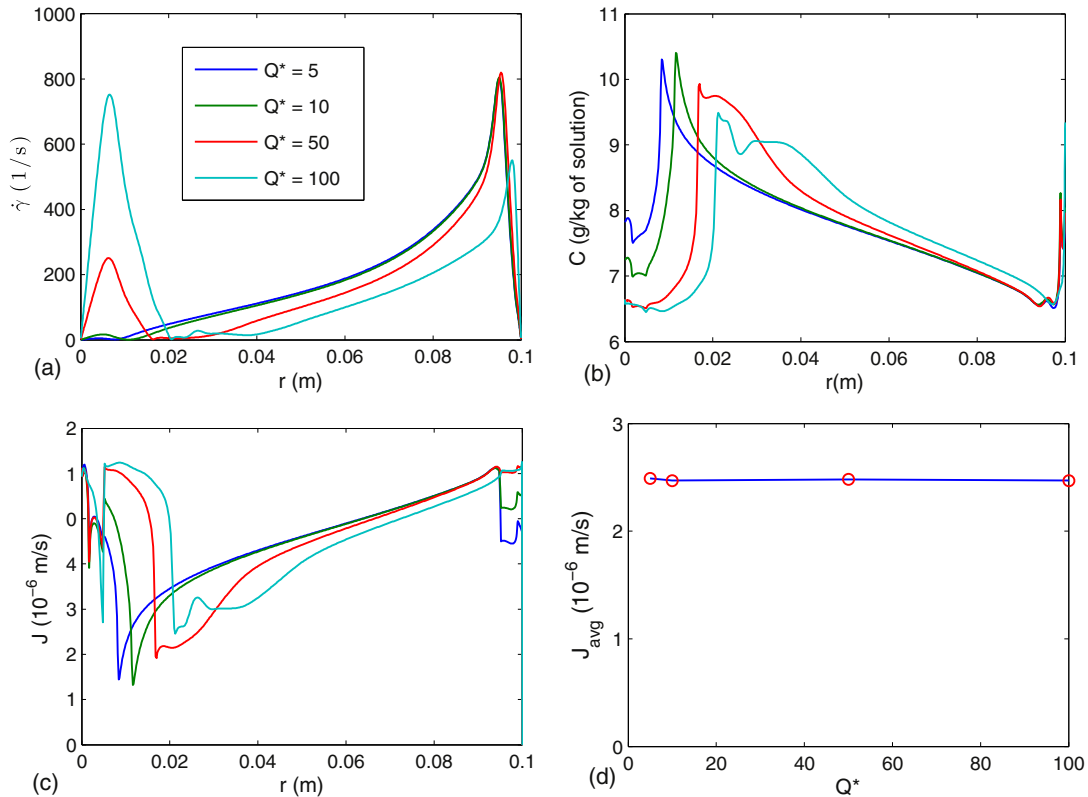 1000
800
600
400
200
0
γ̇ (1/s)
Q* = 5
Q* = 10
Q* = 50
Q* = 100
0 0.02 0.04 0.06 0.08 0.1
r (m)
(a)
11
10
9
8
7
6
C (g/kg of solution)
0 0.02 0.04 0.06 0.08 0.1
r(m)
(b)
2
1
0
4
3
2
1
0
J (10⁻⁶ m/s)
0 0.02 0.04 0.06 0.08 0.1
r (m)
(c)
3
2
1
0
J_avg (10⁻⁶ m/s)
0 20 40 60 80 100
Q*
(d)